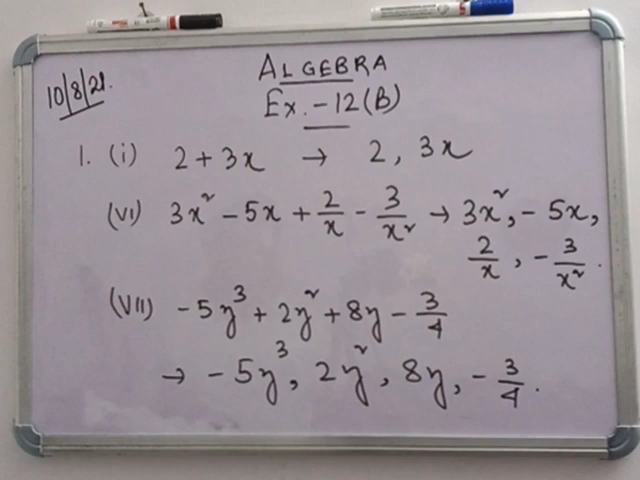 10/8/21.
ALGEBRA
Ex.-12(B)
1. (i) 2 + 3x → 2, 3x
(VI) 3x² - 5x + 2/x - 3/x² → 3x², - 5x,
2/x, - 3/x².
(VII) - 5y³ + 2y² + 8y - 3/4
→ - 5y³, 2y², 8y, - 3/4.